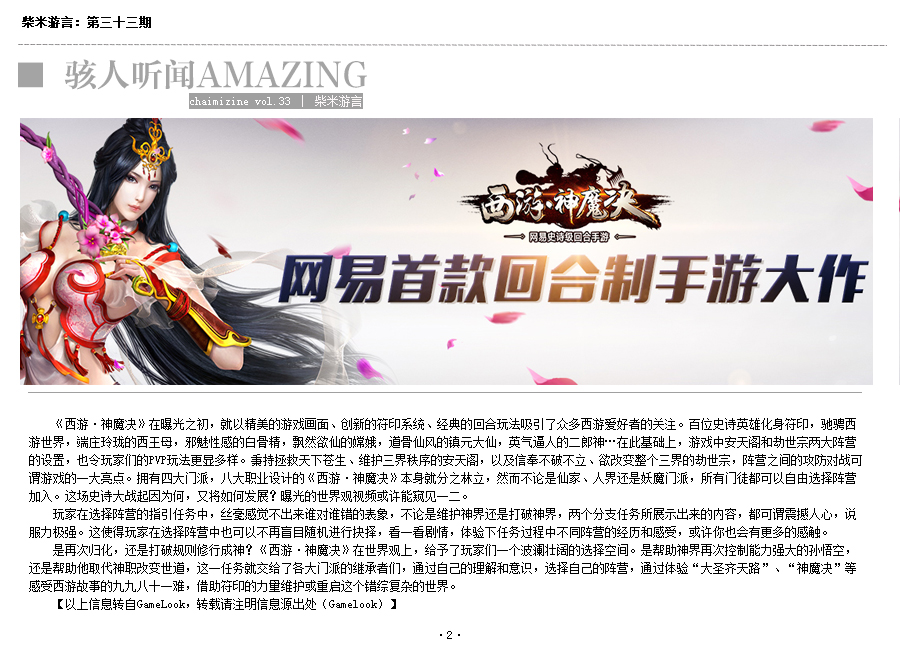 柴米游言：第三十三期
骇人听闻AMAZING
chaimizine vol.33 | 柴米游言
西游·神魔决
网易史诗级回合手游
网易首款回合制手游大作
《西游·神魔决》在曝光之初，就以精美的游戏画面、创新的符印系统、经典的回合玩法吸引了众多西游爱好者的关注。百位史诗英雄化身符印，驰骋西
游世界，端庄玲珑的西王母，邪魅性感的白骨精，飘然欲仙的嫦娥，道骨仙风的镇元大仙，英气逼人的二郎神…在此基础上，游戏中安天阁和劫世宗两大阵营
的设置，也令玩家们的PVP玩法更显多样。秉持拯救天下苍生、维护三界秩序的安天阁，以及信奉不破不立、欲改变整个三界的劫世宗，阵营之间的攻防对战可
谓游戏的一大亮点。拥有四大门派，八大职业设计的《西游·神魔决》本身就分之林立，然而不论是仙家、人界还是妖魔门派，所有门徒都可以自由选择阵营
加入。这场史诗大战起因为何，又将如何发展？曝光的世界观视频或许能窥见一二。
玩家在选择阵营的指引任务中，丝毫感觉不出来谁对谁错的表象，不论是维护神界还是打破神界，两个分支任务所展示出来的内容，都可谓震撼人心，说
服力极强。这使得玩家在选择阵营中也可以不再盲目随机进行抉择，看一看剧情，体验下任务过程中不同阵营的经历和感受，或许你也会有更多的感触。
是再次归化，还是打破规则修行成神？《西游·神魔决》在世界观上，给予了玩家们一个波澜壮阔的选择空间。是帮助神界再次控制能力强大的孙悟空，
还是帮助他取代神职改变世道，这一任务就交给了各大门派的继承者们，通过自己的理解和意识，选择自己的阵营，通过体验“大圣齐天路”、“神魔决”等
感受西游故事的九九八十一难，借助符印的力量维护或重启这个错综复杂的世界。
【以上信息转自GameLook，转载请注明信息源出处（Gamelook）】
·2·